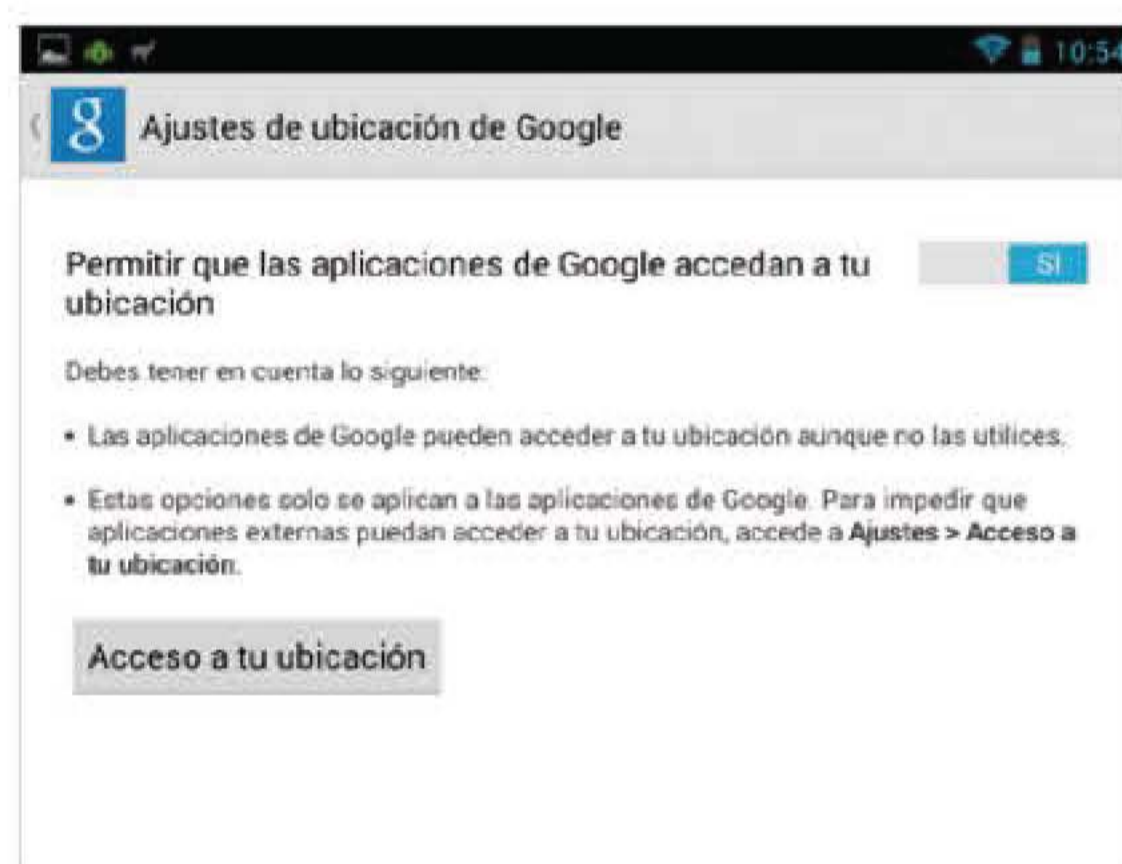 10:54
g Ajustes de ubicación de Google
Permitir que las aplicaciones de Google accedan a tu
ubicación
SI
Debes tener en cuenta lo siguiente:
• Las aplicaciones de Google pueden acceder a tu ubicación aunque no las utilices.
• Estas opciones solo se aplican a las aplicaciones de Google. Para impedir que
aplicaciones externas puedan acceder a tu ubicación, accede a Ajustes > Acceso a
tu ubicación.
Acceso a tu ubicación